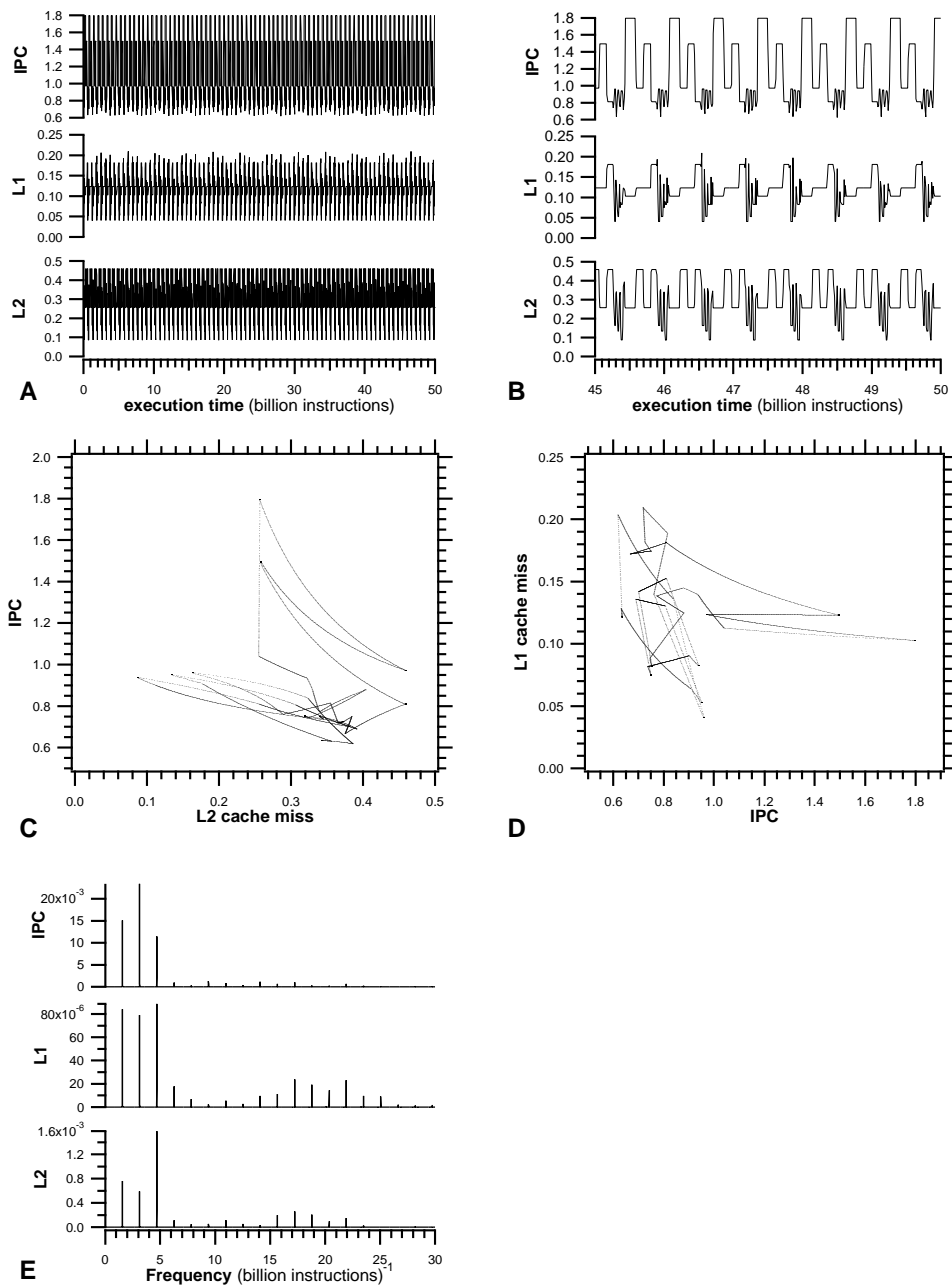 IPC
1.8
1.6
1.4
1.2
1.0
0.8
0.6
L1
0.25
0.20
0.15
0.10
0.05
0.00
L2
0.5
0.4
0.3
0.2
0.1
0.0
0 10 20 30 40 50
A
execution time (billion instructions)
IPC
1.8
1.6
1.4
1.2
1.0
0.8
0.6
L1
0.25
0.20
0.15
0.10
0.05
0.00
L2
0.5
0.4
0.3
0.2
0.1
0.0
45 46 47 48 49 50
B
execution time (billion instructions)
IPC
2.0
1.8
1.6
1.4
1.2
1.0
0.8
0.6
0.0 0.1 0.2 0.3 0.4 0.5
C
L2 cache miss
L1 cache miss
0.25
0.20
0.15
0.10
0.05
0.00
0.6 0.8 1.0 1.2 1.4 1.6 1.8
D
IPC
IPC
20x10-3
15
10
5
0
L1
80x10-6
60
40
20
0
L2
1.6x10-3
1.2
0.8
0.4
0.0
0 5 10 15 20 25 30
E
Frequency (billion instructions)-1